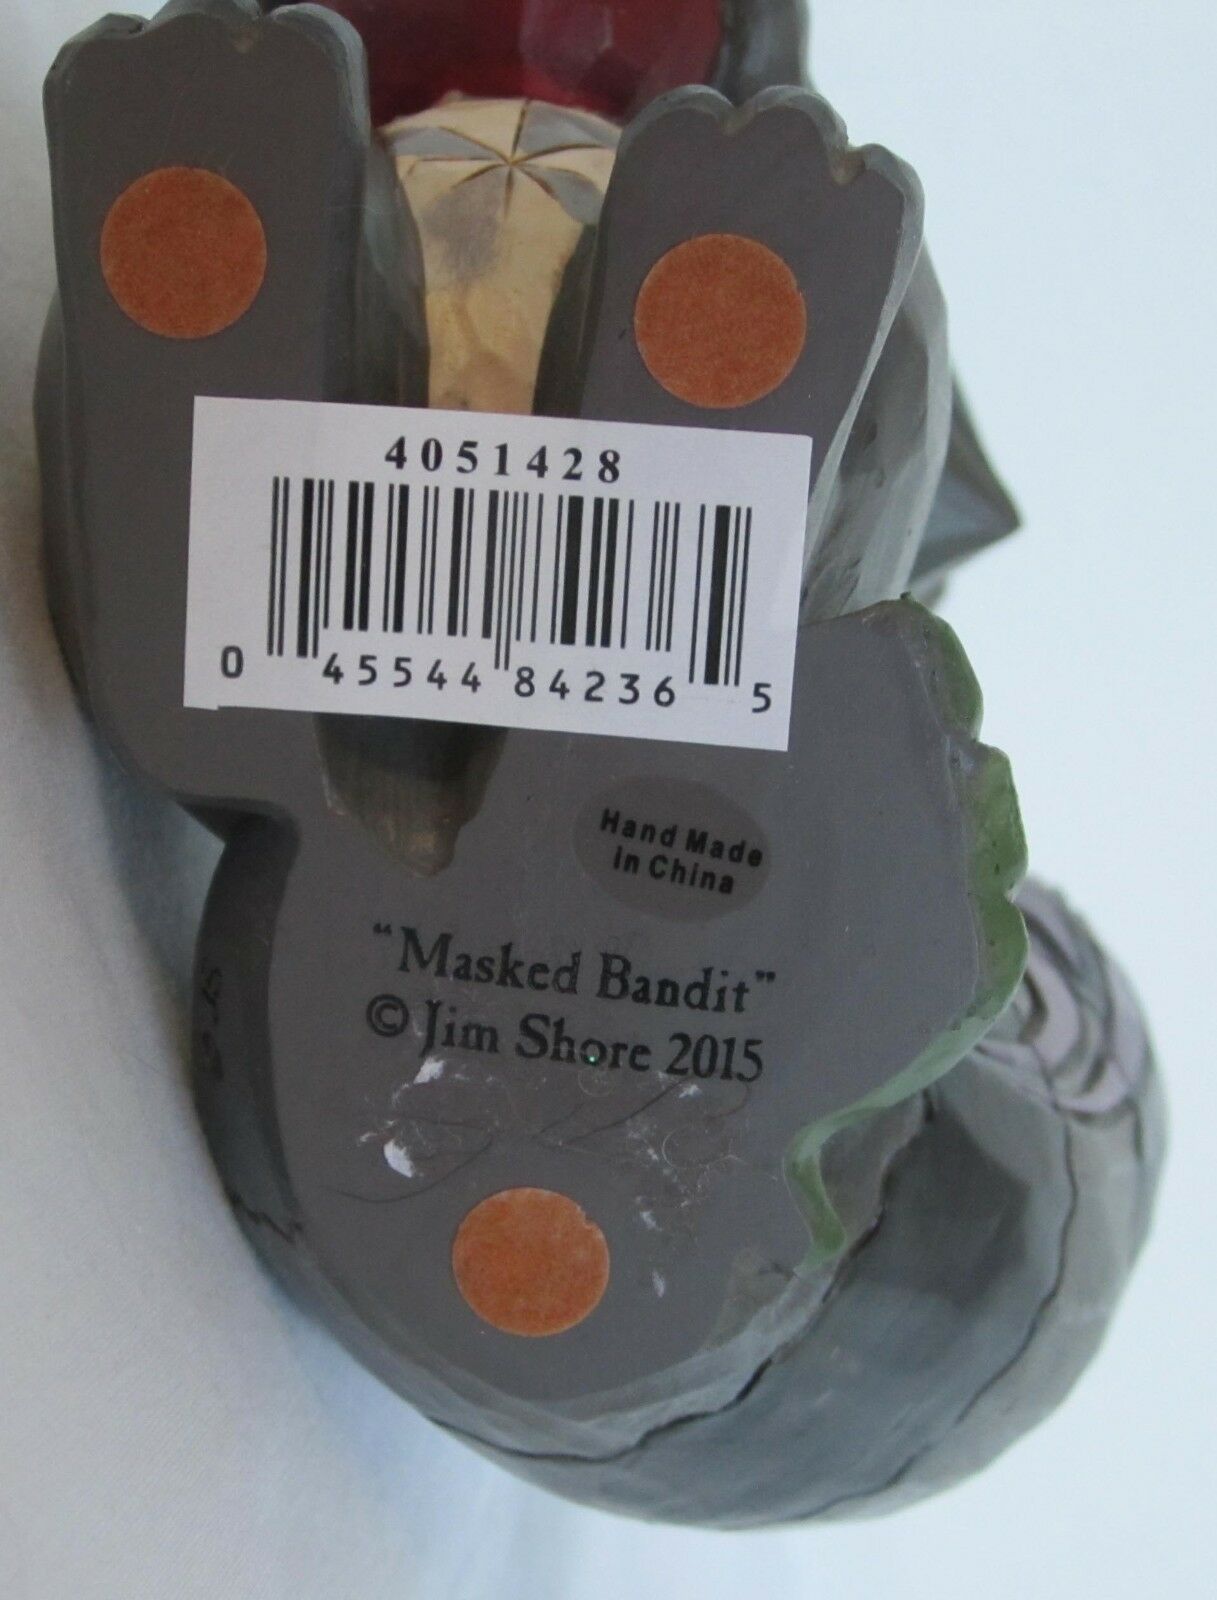 4051428
0 45544 84236 5
Hand Made
in China
"Masked Bandit"
© Jim Shore 2015